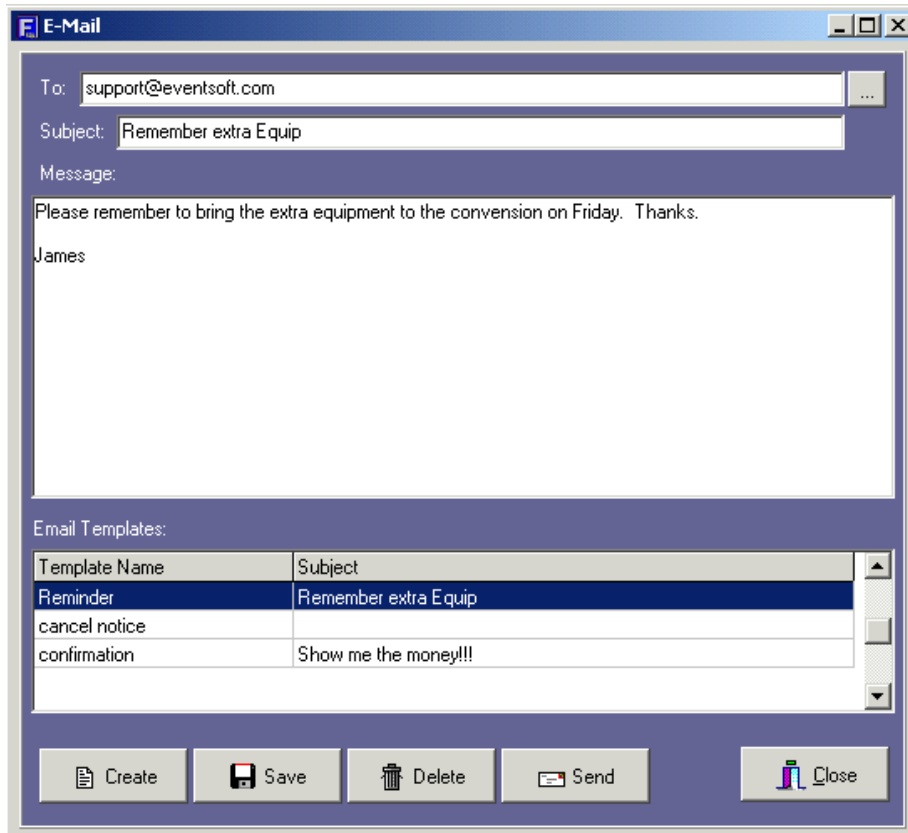 E-Mail
To: support@eventsoft.com ...
Subject: Remember extra Equip
Message:
Please remember to bring the extra equipment to the convension on Friday.  Thanks.
James
Email Templates:
Template Name Subject
Reminder Remember extra Equip
cancel notice
confirmation Show me the money!!!
Create Save Delete Send Close